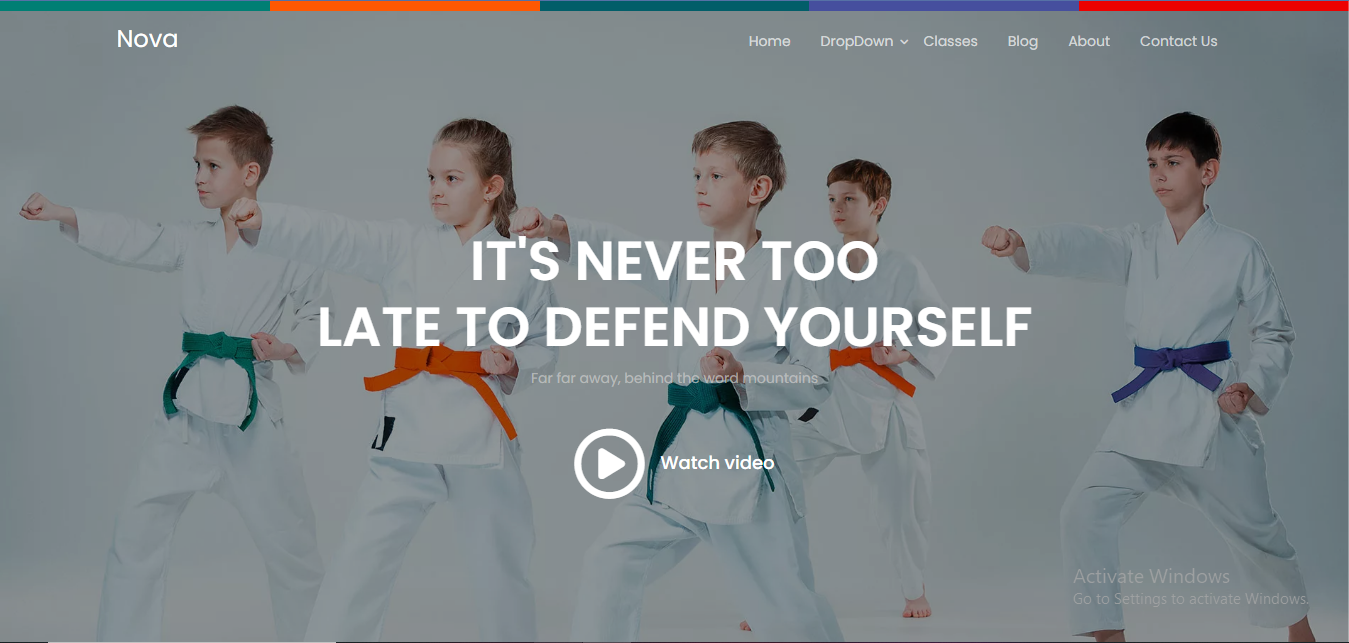 Nova
Home DropDown Classes Blog About Contact Us
IT'S NEVER TOO
LATE TO DEFEND YOURSELF
Far far away, behind the word mountains
Watch video
Activate Windows
Go to Settings to activate Windows.